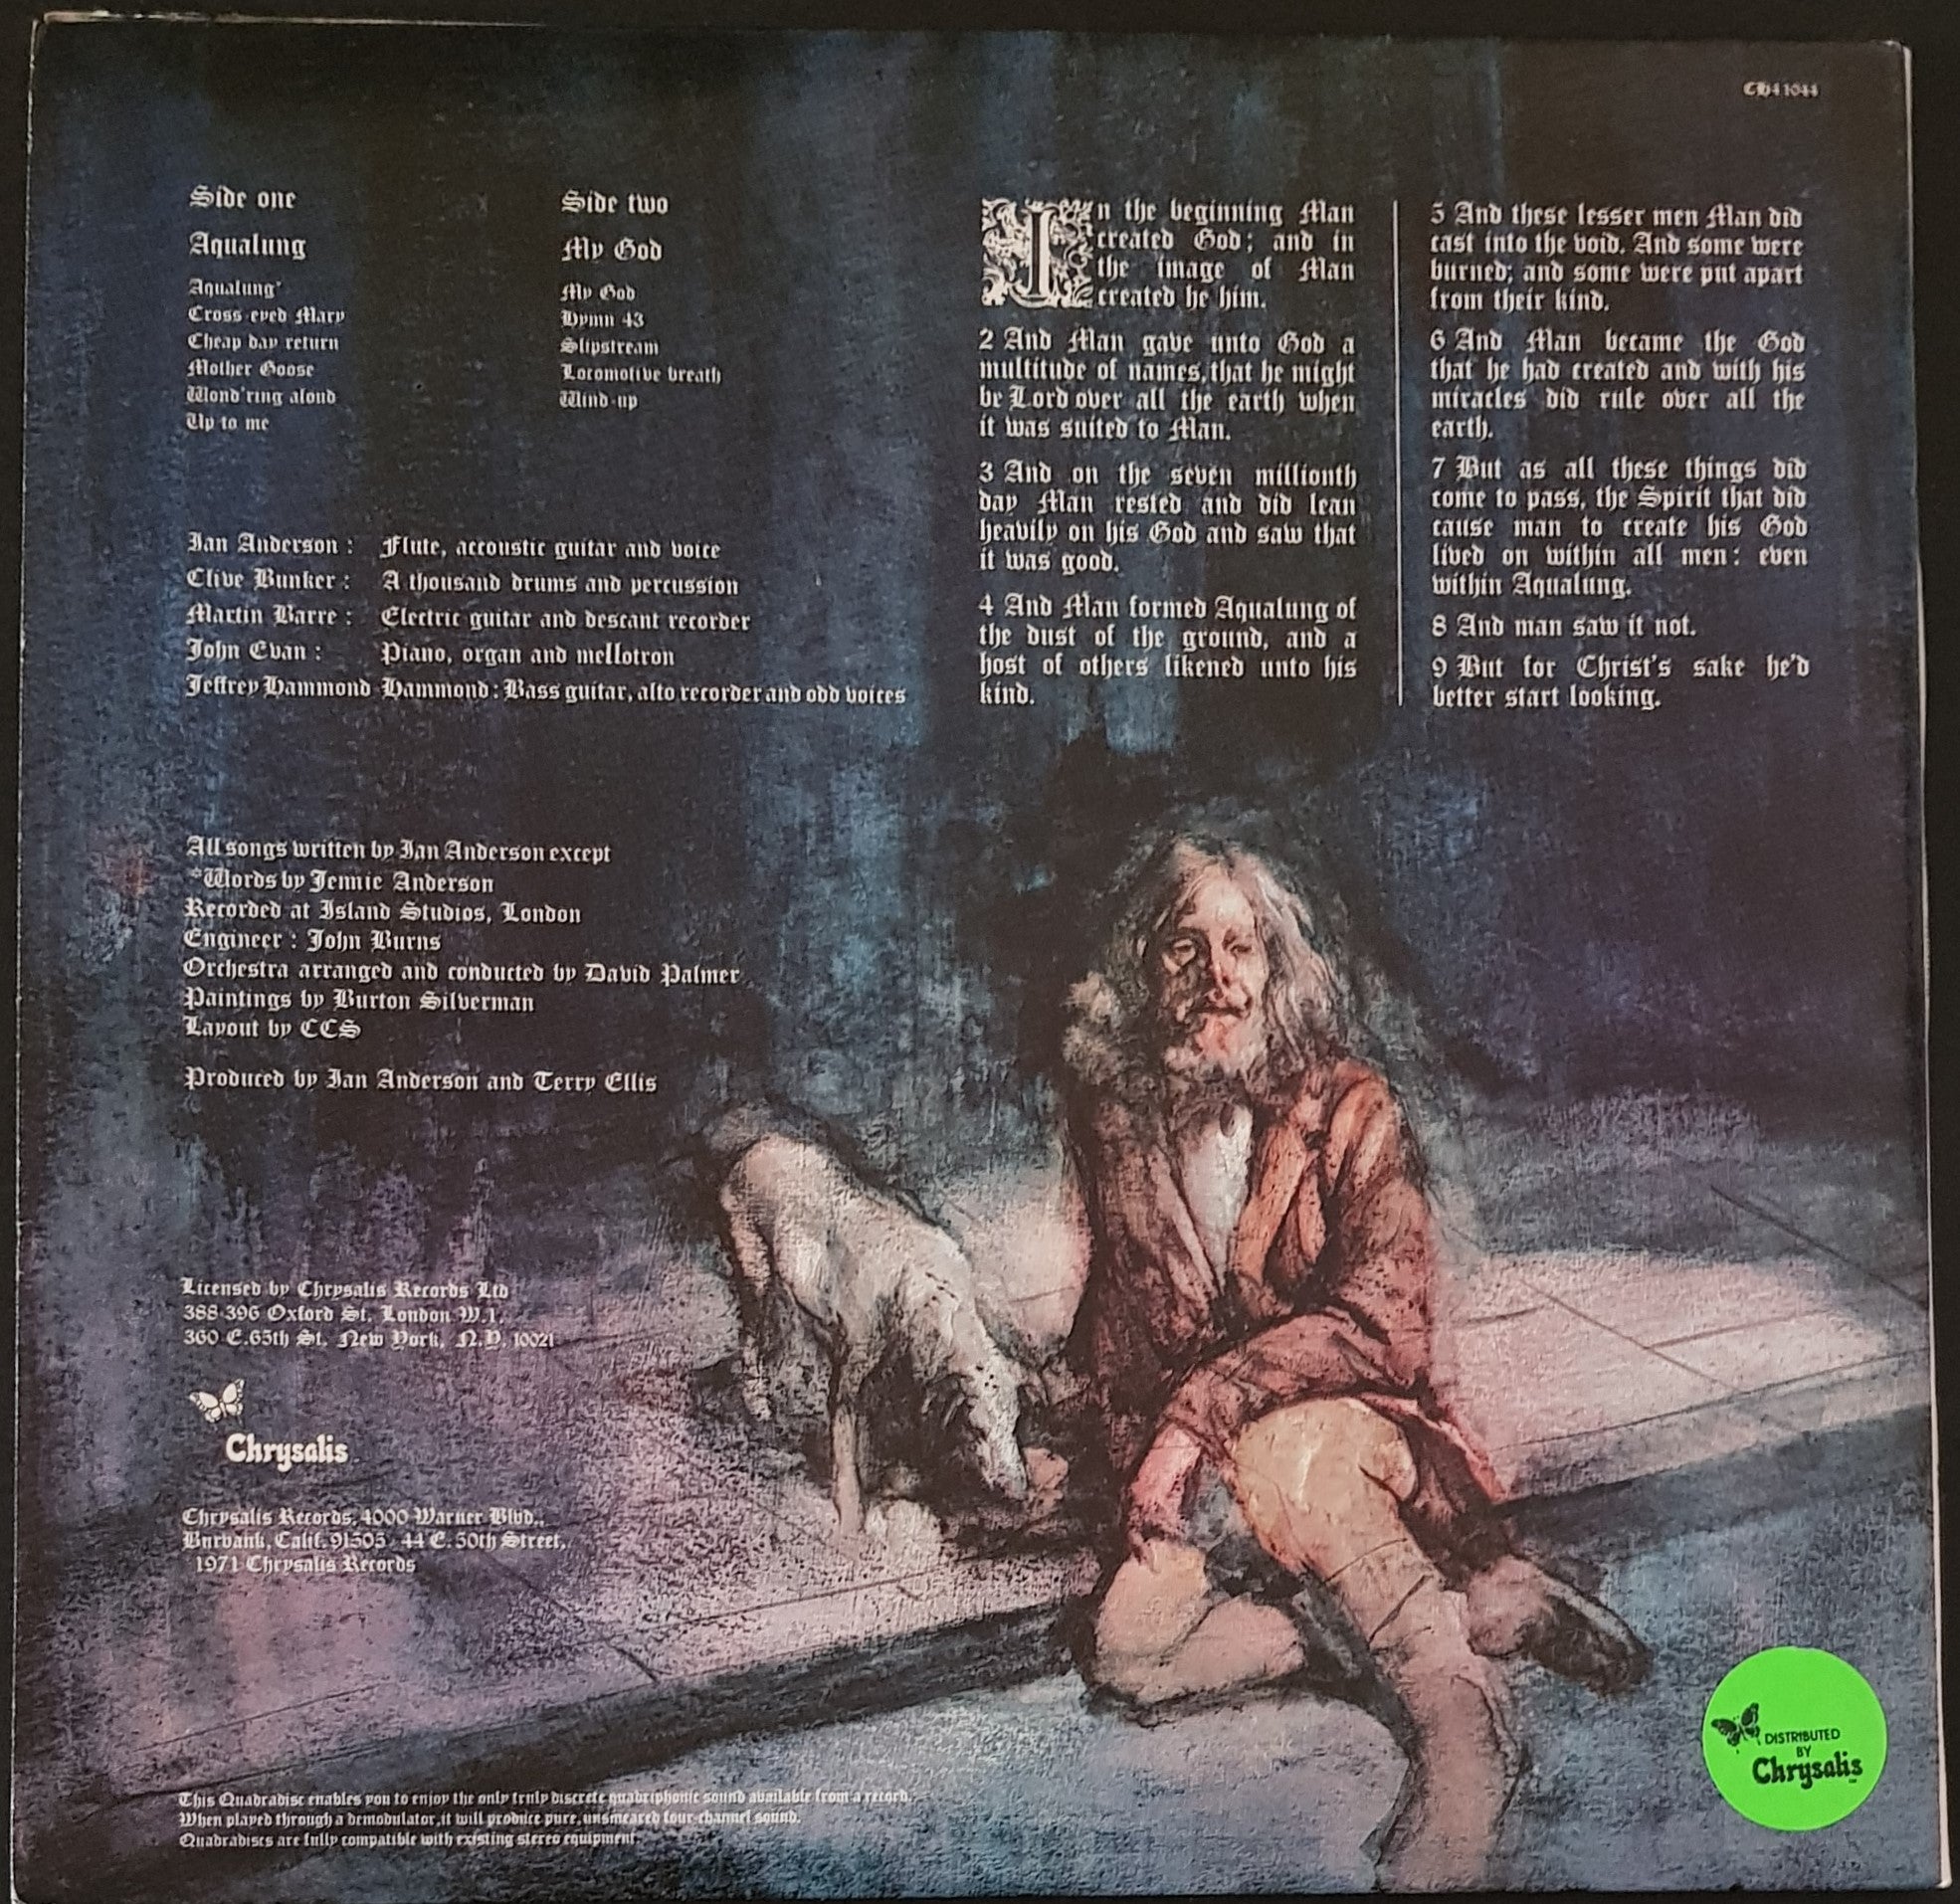 CH4 1044
Side one
Aqualung
Aqualung*
Cross-eyed Mary
Cheap day return
Mother Goose
Wond'ring aloud
Up to me
Side two
My God
My God
Hymn 43
Slipstream
Locomotive breath
Wind-up
Ian Anderson : Flute, accoustic guitar and voice
Clive Bunker : A thousand drums and percussion
Martin Barre : Electric guitar and descant recorder
John Evan : Piano, organ and mellotron
Jeffrey Hammond-Hammond : Bass guitar, alto recorder and odd voices
All songs written by Ian Anderson except
*Words by Jennie Anderson
Recorded at Island Studios, London
Engineer : John Burns
Orchestra arranged and conducted by David Palmer
Paintings by Burton Silverman
Layout by CCS
Produced by Ian Anderson and Terry Ellis
Licensed by Chrysalis Records Ltd
388-396 Oxford St. London W.1.
360 E.65th St. New York, N.Y. 10021
Chrysalis
Chrysalis Records, 4000 Warner Blvd.,
Burbank, Calif. 91505 · 44 E. 50th Street,
1971 Chrysalis Records
This Quadradisc enables you to enjoy the only truly discrete quadriphonic sound available from a record.
When played through a demodulator, it will produce pure, unsmeared four-channel sound.
Quadradiscs are fully compatible with existing stereo equipment.
In the beginning Man
created God; and in
the image of Man
created he him.
2 And Man gave unto God a
multitude of names, that he might
be Lord over all the earth when
it was suited to Man.
3 And on the seven millionth
day Man rested and did lean
heavily on his God and saw that
it was good.
4 And Man formed Aqualung of
the dust of the ground, and a
host of others likened unto his
kind.
5 And these lesser men Man did
cast into the void. And some were
burned; and some were put apart
from their kind.
6 And Man became the God
that he had created and with his
miracles did rule over all the
earth.
7 But as all these things did
come to pass, the Spirit that did
cause man to create his God
lived on within all men: even
within Aqualung.
8 And man saw it not.
9 But for Christ's sake he'd
better start looking.
DISTRIBUTED
BY
Chrysalis